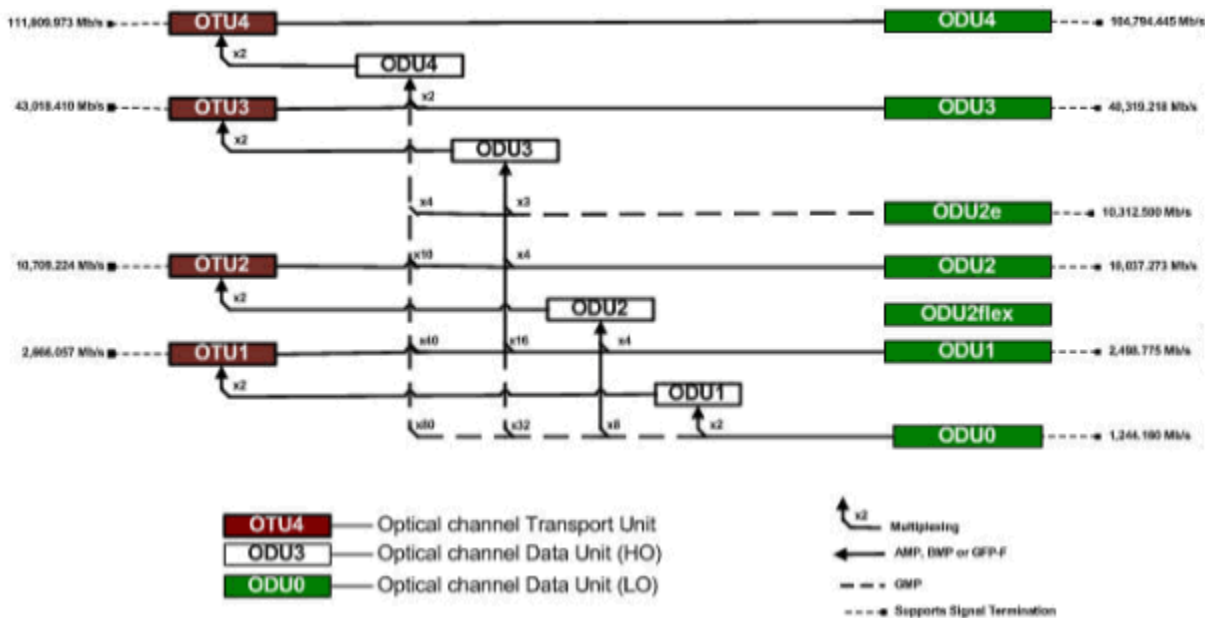 111,809.973 Mb/s OTU4 ODU4 104,794.445 Mb/s
x2 ODU4
43,018.410 Mb/s OTU3 x2 ODU3 40,319.218 Mb/s
x2 ODU3
x4 x3 ODU2e 10,312.500 Mb/s
10,709.224 Mb/s OTU2 x10 x4 ODU2 10,037.273 Mb/s
x2 ODU2 ODU2flex
2,666.057 Mb/s OTU1 x40 x16 x4 ODU1 2,498.775 Mb/s
x2 ODU1
x80 x32 x8 x2 ODU0 1,244.160 Mb/s
OTU4 Optical channel Transport Unit
ODU3 Optical channel Data Unit (HO)
ODU0 Optical channel Data Unit (LO)
x2 Multiplexing
AMP, BMP or GFP-F
GMP
Supports Signal Termination